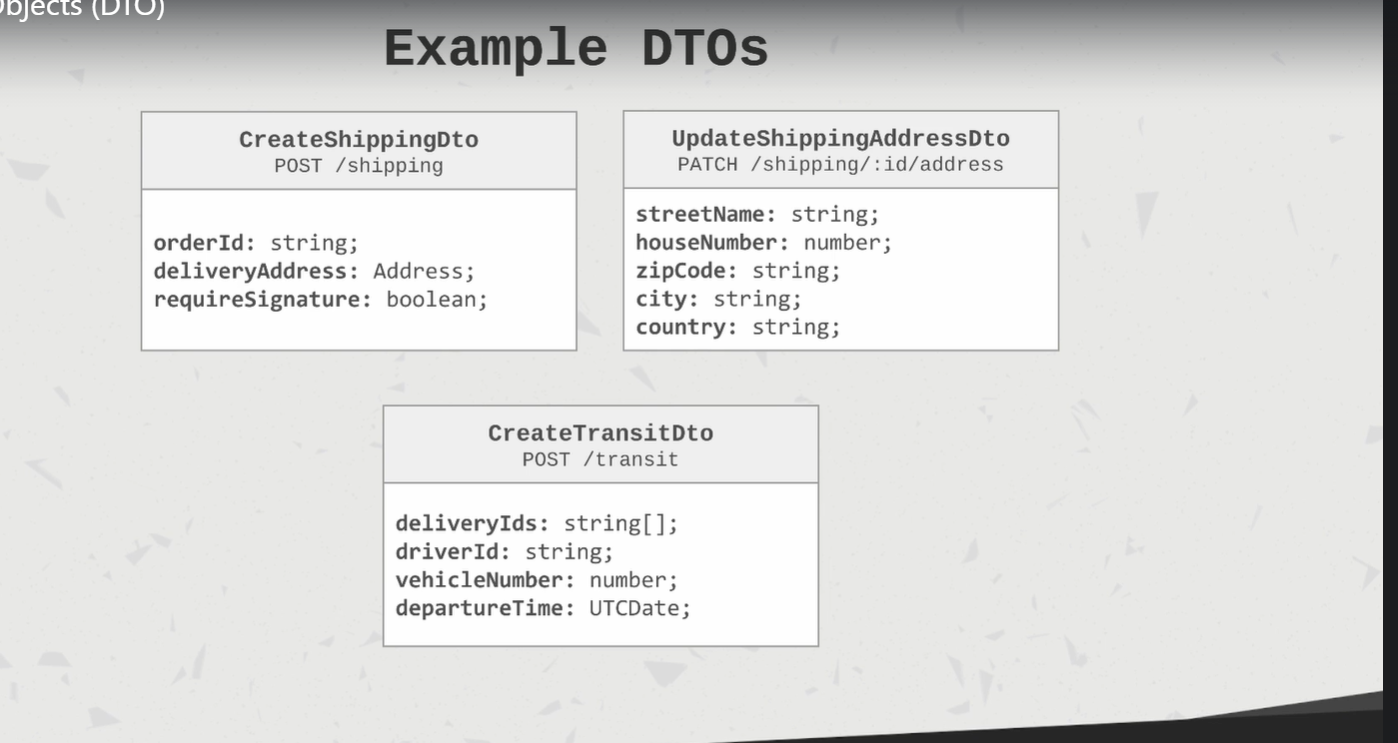 Objects (DTO)
Example DTOs
CreateShippingDto
POST /shipping
orderId: string;
deliveryAddress: Address;
requireSignature: boolean;
UpdateShippingAddressDto
PATCH /shipping/:id/address
streetName: string;
houseNumber: number;
zipCode: string;
city: string;
country: string;
CreateTransitDto
POST /transit
deliveryIds: string[];
driverId: string;
vehicleNumber: number;
departureTime: UTCDate;